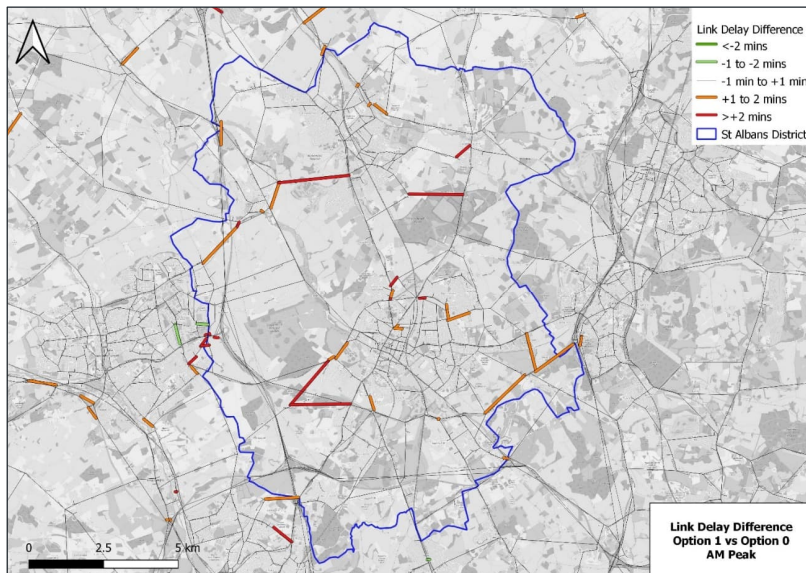 Link Delay Difference
<-2 mins
-1 to -2 mins
-1 min to +1 min
+1 to 2 mins
>+2 mins
St Albans District
0 2.5 5 km
Link Delay Difference
Option 1 vs Option 0
AM Peak